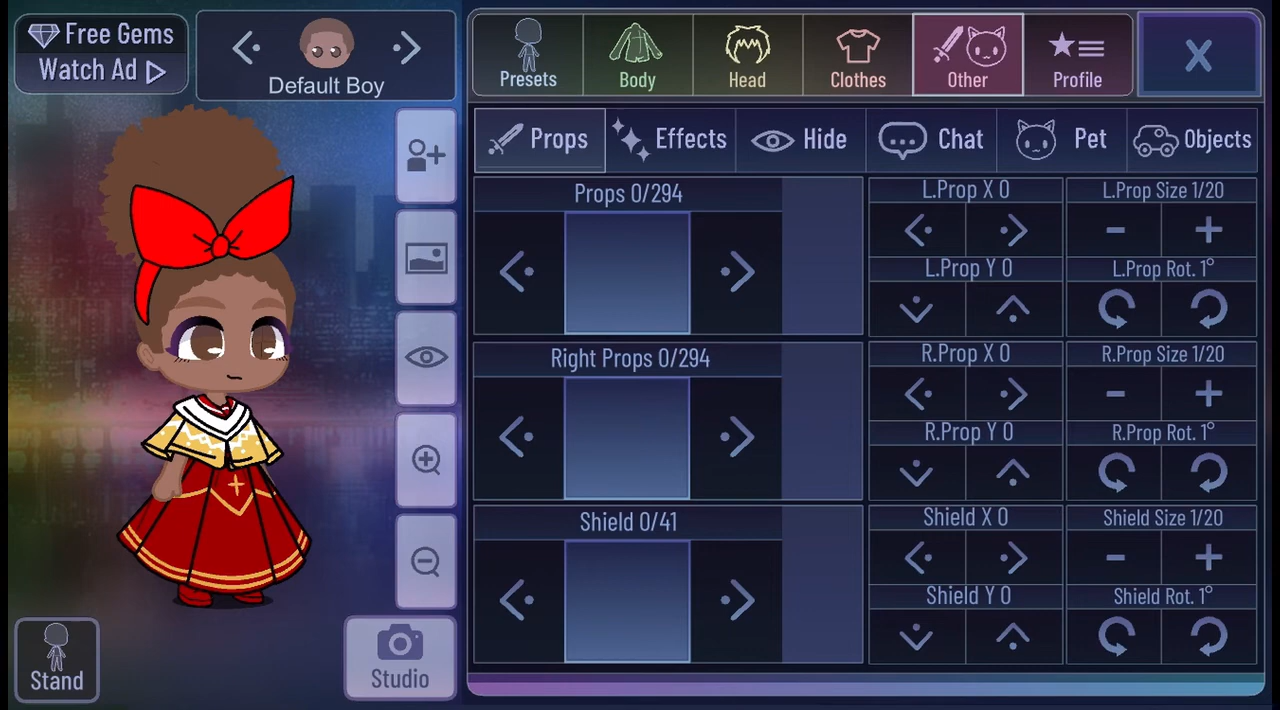 Free Gems
Watch Ad
Default Boy
Presets
Body
Head
Clothes
Other
Profile
X
Props
Effects
Hide
Chat
Pet
Objects
Props 0/294
L.Prop X 0
L.Prop Size 1/20
L.Prop Y 0
L.Prop Rot. 1°
Right Props 0/294
R.Prop X 0
R.Prop Size 1/20
R.Prop Y 0
R.Prop Rot. 1°
Shield 0/41
Shield X 0
Shield Size 1/20
Shield Y 0
Shield Rot. 1°
Stand
Studio